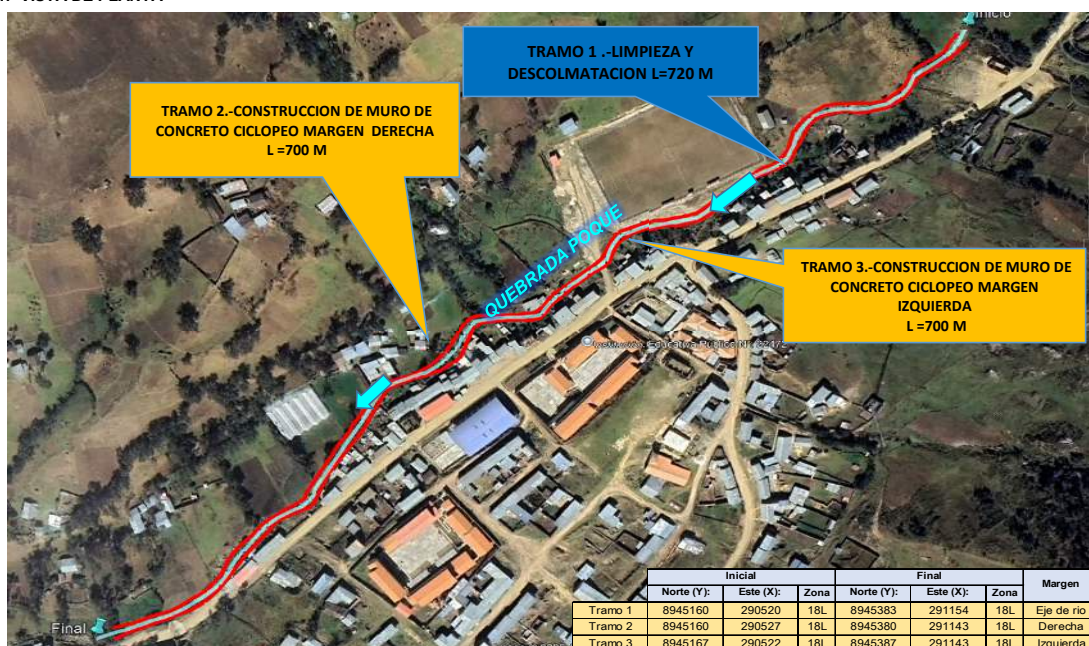 Inicio
TRAMO 1 .-LIMPIEZA Y
DESCOLMATACION L=720 M
TRAMO 2.-CONSTRUCCION DE MURO DE
CONCRETO CICLOPEO MARGEN DERECHA
L =700 M
QUEBRADA POQUE
TRAMO 3.-CONSTRUCCION DE MURO DE
CONCRETO CICLOPEO MARGEN
IZQUIERDA
L =700 M
Educativa Pública
Final
Inicial Final Margen
Norte (Y): Este (X): Zona Norte (Y): Este (X): Zona
Tramo 1 8945160 290520 18L 8945383 291154 18L Eje de rio
Tramo 2 8945160 290527 18L 8945380 291143 18L Derecha
Tramo 3 8945167 290522 18L 8945387 291143 18L Izquierda